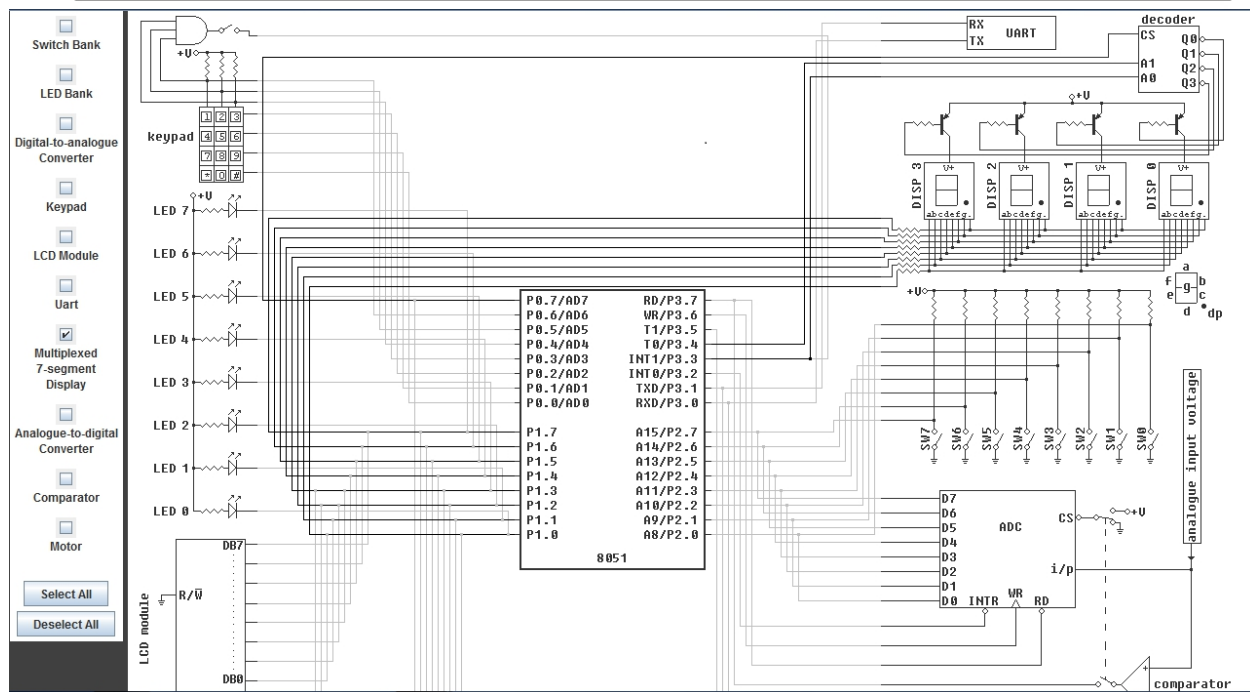 Switch Bank
LED Bank
Digital-to-analogue
Converter
Keypad
LCD Module
Uart
Multiplexed
7-segment
Display
Analogue-to-digital
Converter
Comparator
Motor
Select All
Deselect All
+V
keypad
1 2 3
4 5 6
7 8 9
* 0 #
+V
LED 7
LED 6
LED 5
LED 4
LED 3
LED 2
LED 1
LED 0
LCD module
R/W̅
DB7
DB0
P0.7/AD7
P0.6/AD6
P0.5/AD5
P0.4/AD4
P0.3/AD3
P0.2/AD2
P0.1/AD1
P0.0/AD0
P1.7
P1.6
P1.5
P1.4
P1.3
P1.2
P1.1
P1.0
RD/P3.7
WR/P3.6
T1/P3.5
T0/P3.4
INT1/P3.3
INT0/P3.2
TXD/P3.1
RXD/P3.0
A15/P2.7
A14/P2.6
A13/P2.5
A12/P2.4
A11/P2.3
A10/P2.2
A9/P2.1
A8/P2.0
8051
RX
TX
UART
decoder
CS
A1
A0
Q0
Q1
Q2
Q3
+V
DISP 3
V+
abcdefg.
DISP 2
V+
abcdefg.
DISP 1
V+
abcdefg.
DISP 0
V+
abcdefg.
a
f b
g
e c
d
dp
+V
SW7
SW6
SW5
SW4
SW3
SW2
SW1
SW0
analogue input voltage
D7
D6
D5
D4
D3
D2
D1
D0
ADC
CS
+V
i/p
INTR
WR
RD
+
comparator